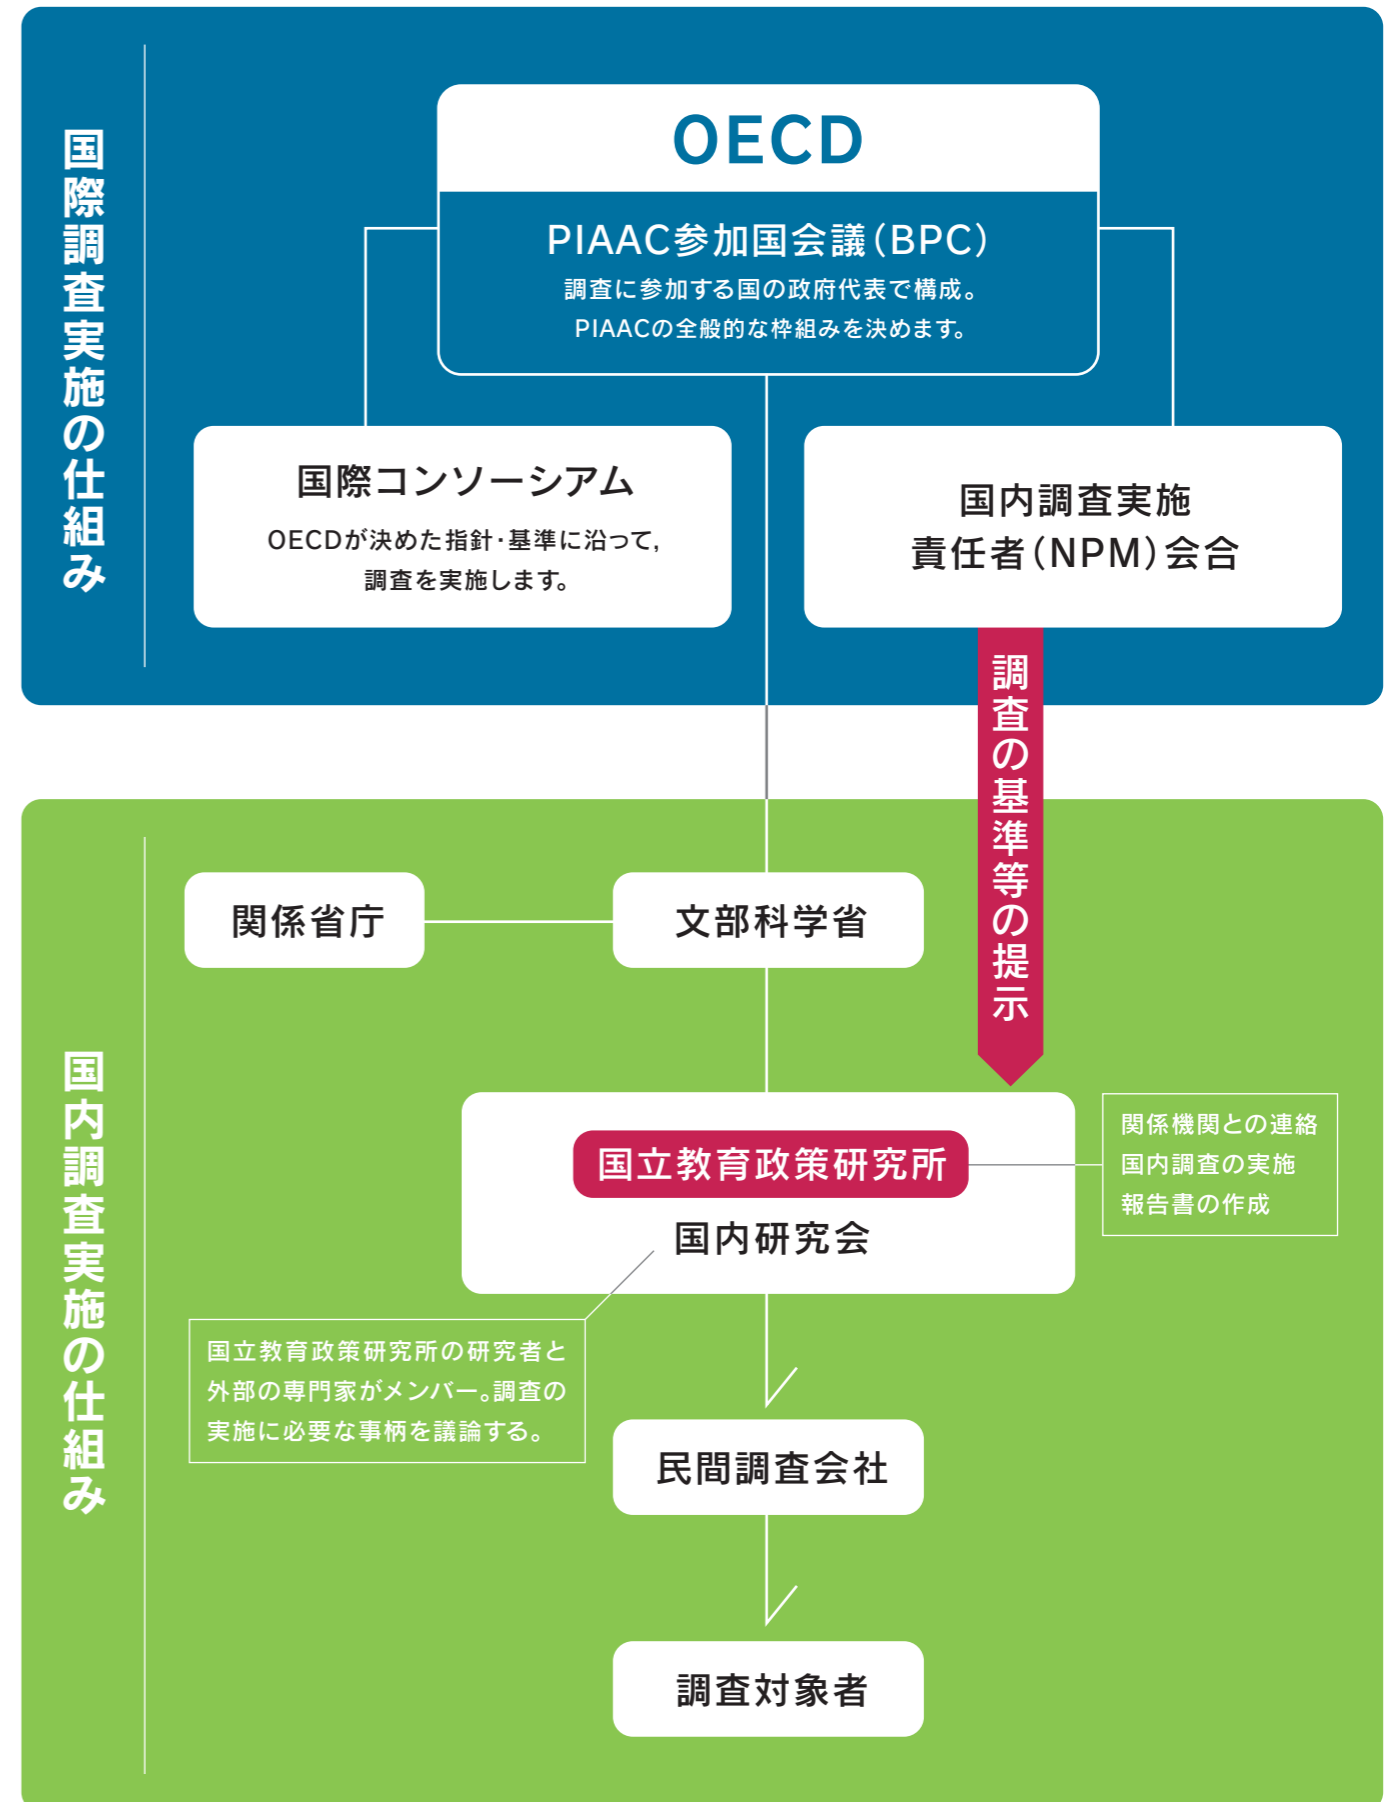 国際調査実施の仕組み
OECD
PIAAC参加国会議（BPC）
調査に参加する国の政府代表で構成。
PIAACの全般的な枠組みを決めます。
国際コンソーシアム
OECDが決めた指針・基準に沿って,
調査を実施します。
国内調査実施
責任者（NPM）会合
調査の基準等の提示
国内調査実施の仕組み
関係省庁
文部科学省
国立教育政策研究所
国内研究会
関係機関との連絡
国内調査の実施
報告書の作成
国立教育政策研究所の研究者と
外部の専門家がメンバー。調査の
実施に必要な事柄を議論する。
民間調査会社
調査対象者